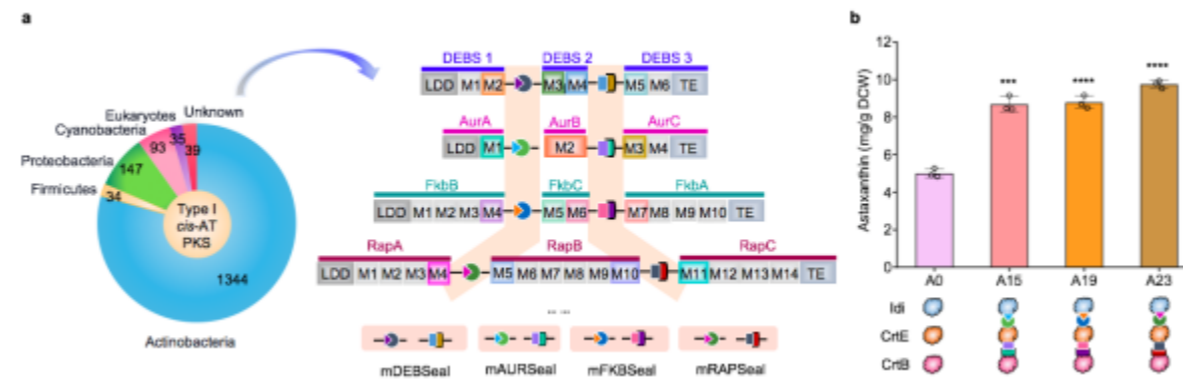 a
Eukaryotes Unknown
Cyanobacteria
35
93
39
Proteobacteria
147
Firmicutes
34
Type I
cis-AT
PKS
1344
Actinobacteria
DEBS 1 DEBS 2 DEBS 3
LDD M1 M2 M3 M4 M5 M6 TE
AurA AurB AurC
LDD M1 M2 M3 M4 TE
FkbB FkbC FkbA
LDD M1 M2 M3 M4 M5 M6 M7 M8 M9 M10 TE
RapA RapB RapC
LDD M1 M2 M3 M4 M5 M6 M7 M8 M9 M10 M11 M12 M13 M14 TE
... ...
mDEBSeal mAURSeal mFKBSeal mRAPSeal
b
Astaxanthin (mg/g DCW)
12
10
8
6
4
2
0
*** **** ****
A0 A15 A19 A23
Idi
CrtE
CrtB